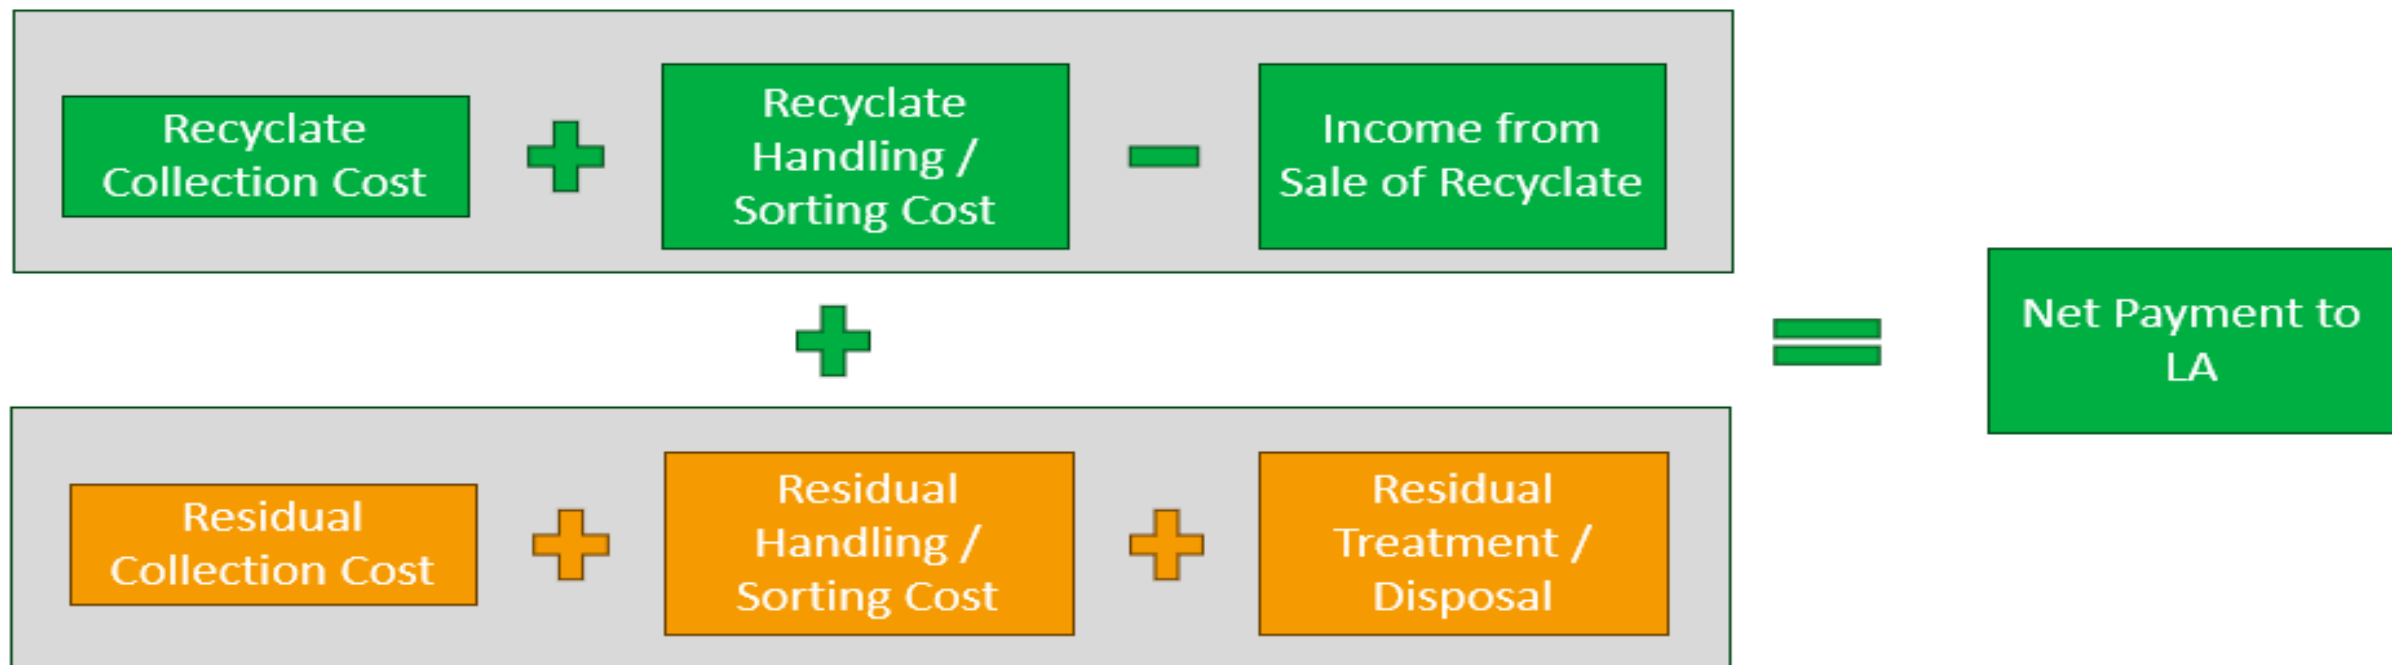 Recyclate
Collection Cost
Recyclate
Handling /
Sorting Cost
Income from
Sale of Recyclate
Residual
Collection Cost
Residual
Handling /
Sorting Cost
Residual
Treatment /
Disposal
Net Payment to
LA